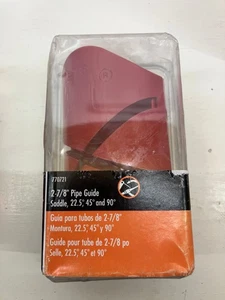 770721
2-7/8" Pipe Guide
Saddle, 22.5°, 45° and 90°
Guía para tubos de 2-7/8"
Montura, 22.5°, 45° y 90°
Guide pour tube de 2-7/8 po
Selle, 22.5°, 45° et 90°